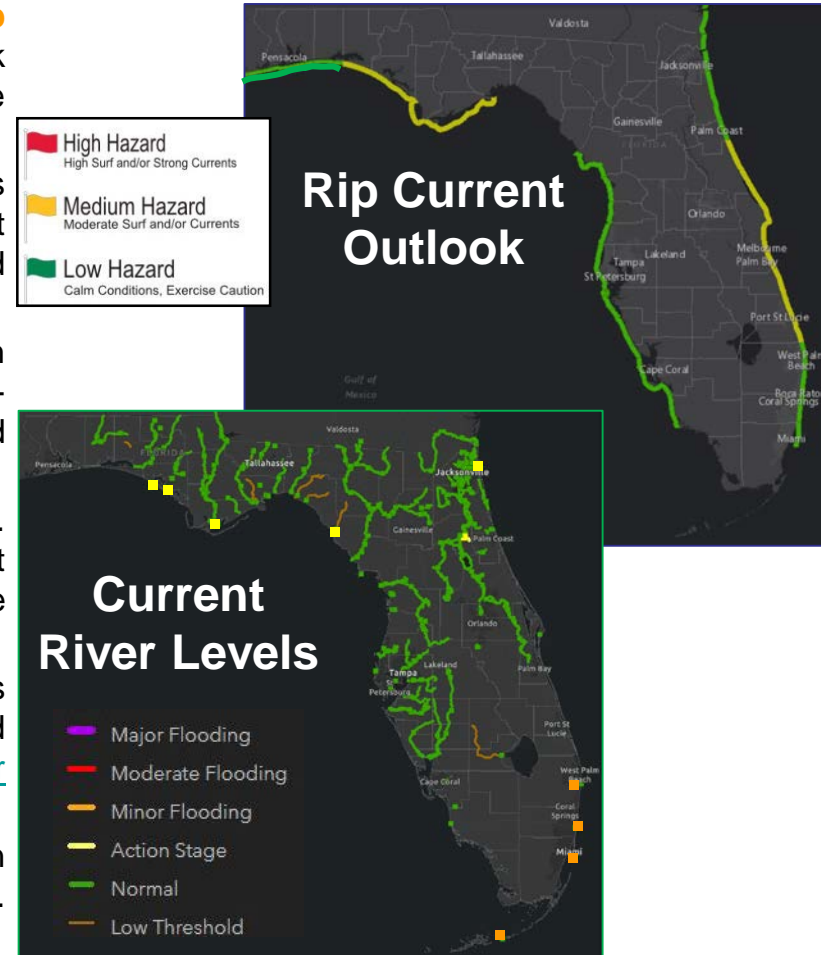 High Hazard
High Surf and/or Strong Currents
Medium Hazard
Moderate Surf and/or Currents
Low Hazard
Calm Conditions, Exercise Caution
Rip Current
Outlook
Valdosta
Pensacola
Tallahassee
Jacksonville
Gainesville
FLORIDA
Palm Coast
Orlando
Melbourne
Palm Bay
Lakeland
Tampa
St Petersburg
Port St Lucie
Cape Coral
West Palm
Beach
Boca Rato
Coral Springs
Miami
Gulf of
Mexico
Current
River Levels
Valdosta
Pensacola
FLORIDA
Tallahassee
Jacksonville
Gainesville
Palm Coast
Orlando
Lakeland
Tampa
St
Petersburg
Palm Bay
Port St
Lucie
Cape Coral
West Palm
Beach
Coral
Springs
Miami
Major Flooding
Moderate Flooding
Minor Flooding
Action Stage
Normal
Low Threshold